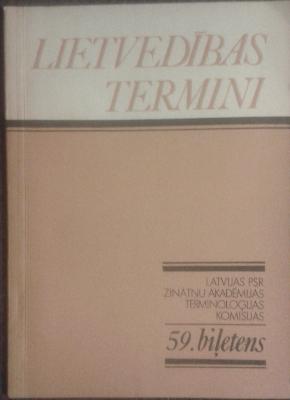 LIETVEDĪBAS
TERMINI
LATVIJAS PSR
ZINĀTŅU AKADĒMIJAS
TERMINOLOĢIJAS
KOMISIJAS
59. biļetens